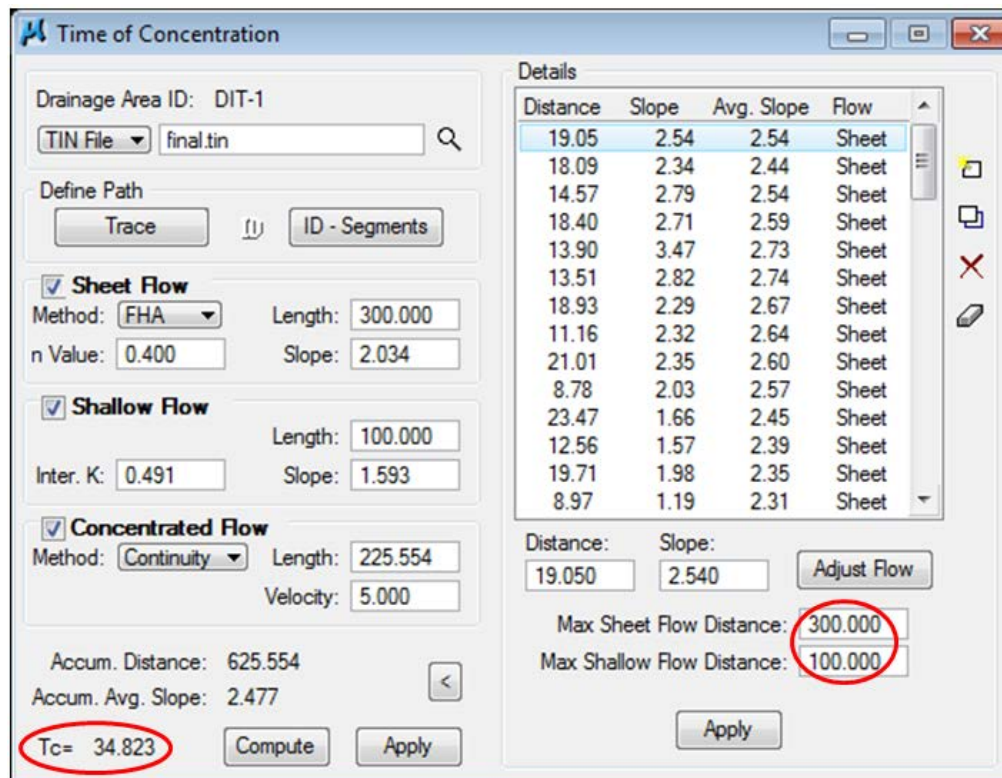 Time of Concentration
Drainage Area ID: DIT-1
TIN File final.tin
Define Path
Trace ID - Segments
Sheet Flow
Method: FHA Length: 300.000
n Value: 0.400 Slope: 2.034
Shallow Flow
Length: 100.000
Inter. K: 0.491 Slope: 1.593
Concentrated Flow
Method: Continuity Length: 225.554
Velocity: 5.000
Accum. Distance: 625.554
Accum. Avg. Slope: 2.477
<
Tc= 34.823 Compute Apply
Details
Distance Slope Avg. Slope Flow
19.05 2.54 2.54 Sheet
18.09 2.34 2.44 Sheet
14.57 2.79 2.54 Sheet
18.40 2.71 2.59 Sheet
13.90 3.47 2.73 Sheet
13.51 2.82 2.74 Sheet
18.93 2.29 2.67 Sheet
11.16 2.32 2.64 Sheet
21.01 2.35 2.60 Sheet
8.78 2.03 2.57 Sheet
23.47 1.66 2.45 Sheet
12.56 1.57 2.39 Sheet
19.71 1.98 2.35 Sheet
8.97 1.19 2.31 Sheet
Distance: Slope:
19.050 2.540 Adjust Flow
Max Sheet Flow Distance: 300.000
Max Shallow Flow Distance: 100.000
Apply